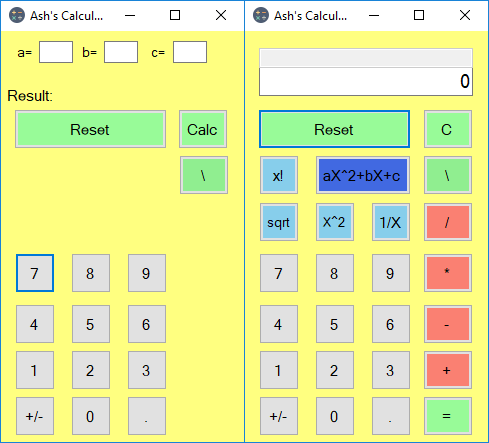 Ash's Calcul...
a= b= c=
Result:
Reset Calc
\
7 8 9
4 5 6
1 2 3
+/- 0 .
Ash's Calcul...
0
Reset C
x! aX^2+bX+c \
sqrt X^2 1/X /
7 8 9 *
4 5 6 -
1 2 3 +
+/- 0 . =